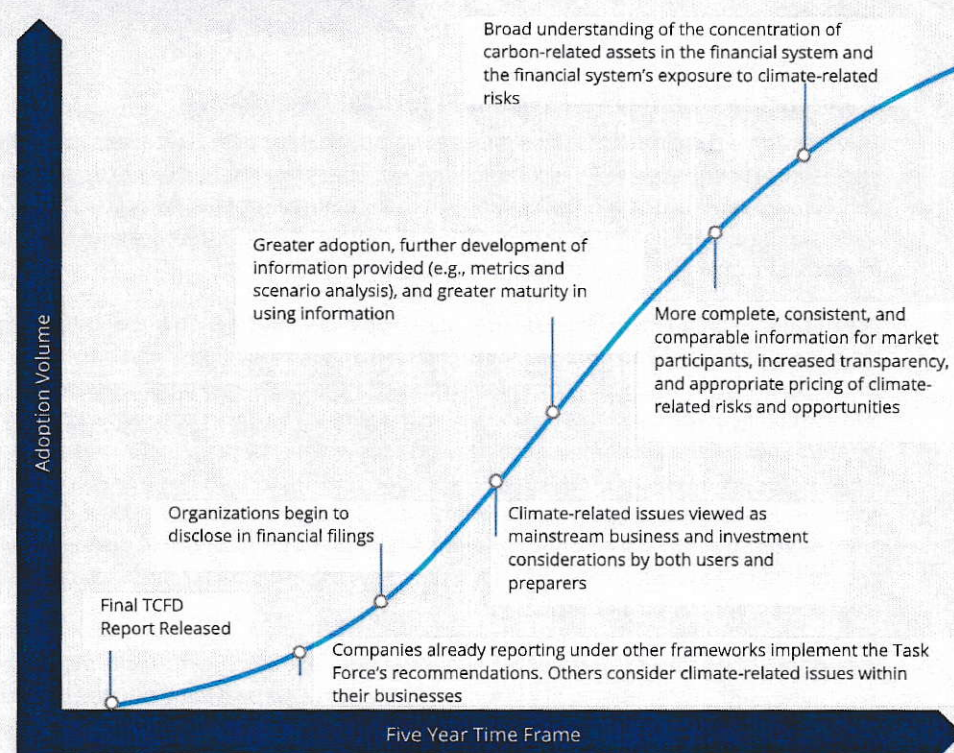 Broad understanding of the concentration of
carbon-related assets in the financial system and
the financial system's exposure to climate-related
risks
Greater adoption, further development of
information provided (e.g., metrics and
scenario analysis), and greater maturity in
using information
More complete, consistent, and
comparable information for market
participants, increased transparency,
and appropriate pricing of climate-
related risks and opportunities
Adoption Volume
Organizations begin to
disclose in financial filings
Climate-related issues viewed as
mainstream business and investment
considerations by both users and
preparers
Final TCFD
Report Released
Companies already reporting under other frameworks implement the Task
Force's recommendations. Others consider climate-related issues within
their businesses
Five Year Time Frame